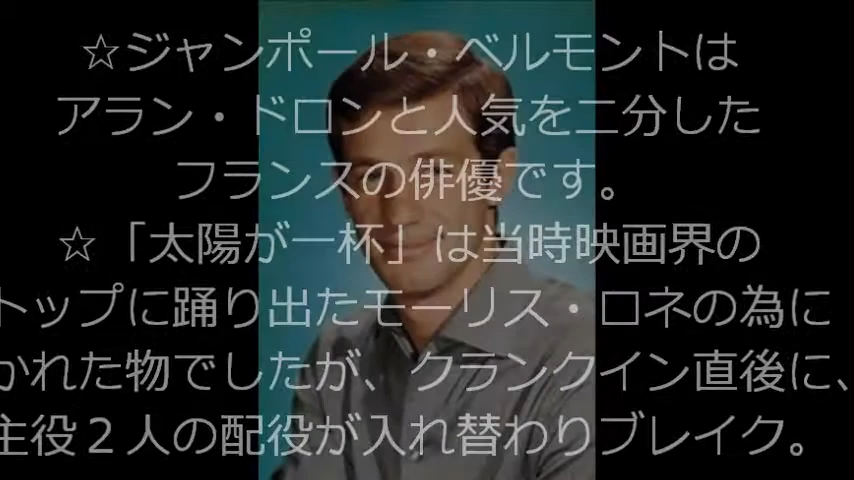 ☆ジャンポール・ベルモントは
アラン・ドロンと人気を二分した
フランスの俳優です。
☆「太陽が一杯」は当時映画界の
トップに踊り出たモーリス・ロネの為に
かれた物でしたが、クランクイン直後に、
主役２人の配役が入れ替わりブレイク。